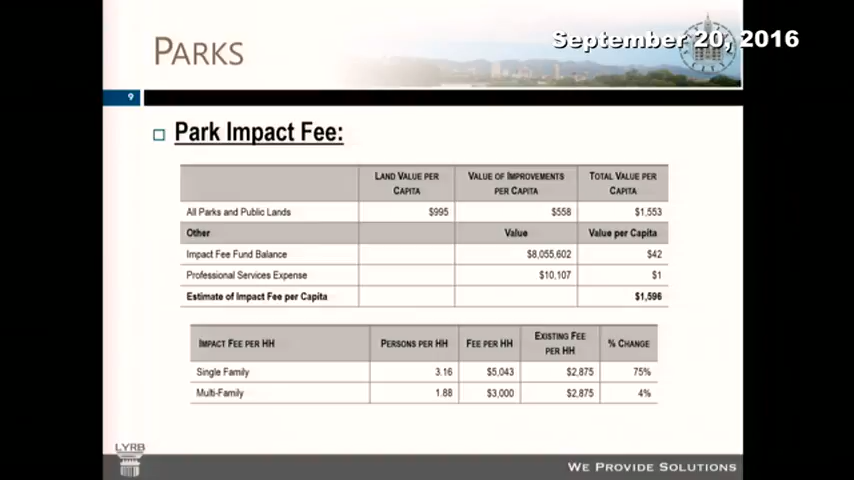 September 20, 2016
PARKS
9
Park Impact Fee:
LAND VALUE PER CAPITA VALUE OF IMPROVEMENTS PER CAPITA TOTAL VALUE PER CAPITA
All Parks and Public Lands $995 $558 $1,553
Other Value Value per Capita
Impact Fee Fund Balance $8,055,602 $42
Professional Services Expense $10,107 $1
Estimate of Impact Fee per Capita $1,596
IMPACT FEE PER HH PERSONS PER HH FEE PER HH EXISTING FEE PER HH % CHANGE
Single Family 3.16 $5,043 $2,875 75%
Multi-Family 1.88 $3,000 $2,875 4%
LYRB
WE PROVIDE SOLUTIONS